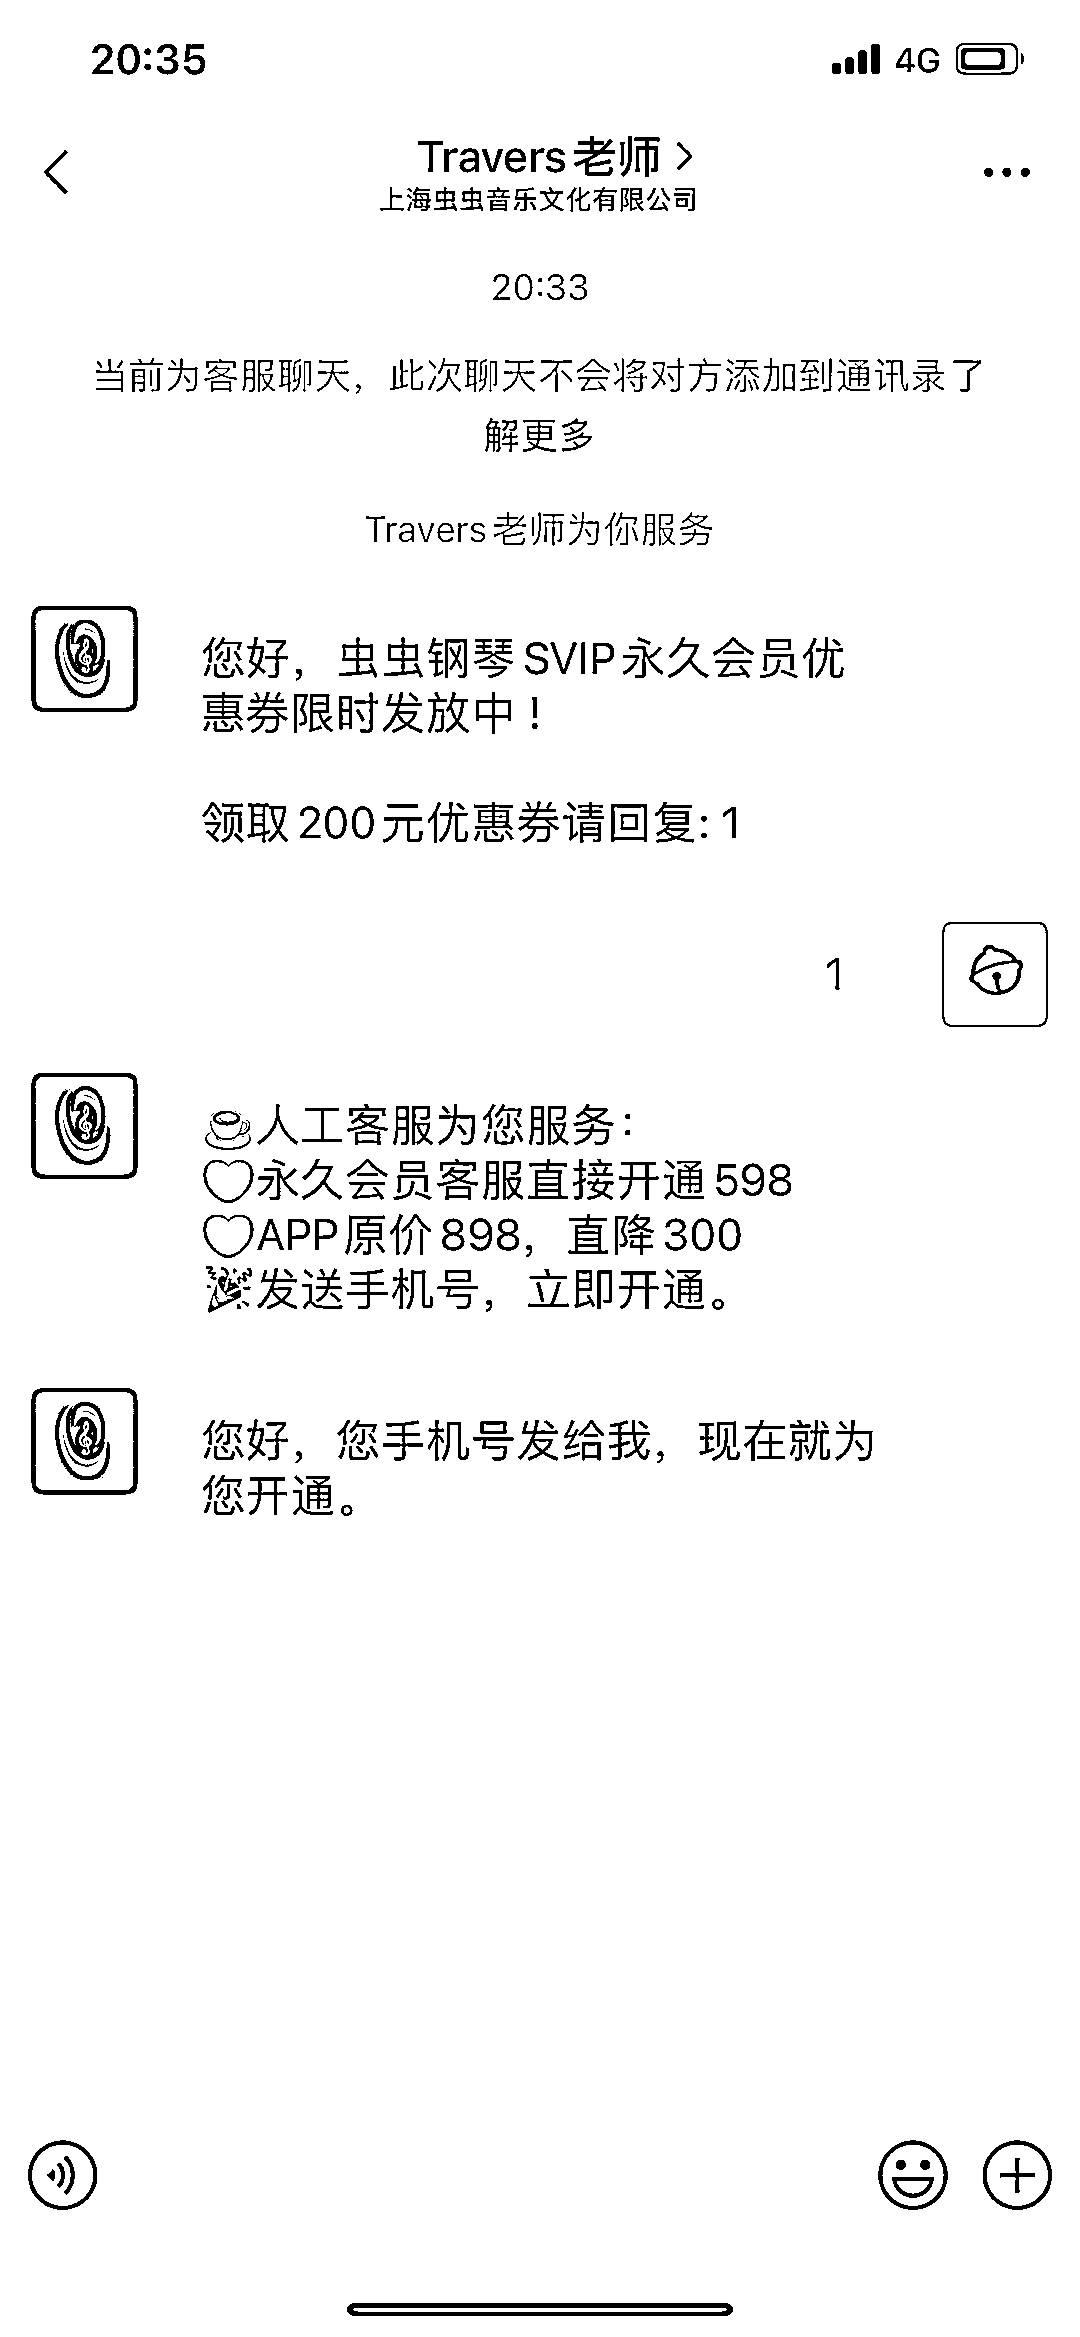 20:35
4G
Travers老师
上海虫虫音乐文化有限公司
20:33
当前为客服聊天，此次聊天不会将对方添加到通讯录了
解更多
Travers老师为你服务
您好，虫虫钢琴SVIP永久会员优
惠券限时发放中！
领取200元优惠券请回复: 1
1
☕人工客服为您服务：
♡永久会员客服直接开通598
♡APP原价898，直降300
🎉发送手机号，立即开通。
您好，您手机号发给我，现在就为
您开通。